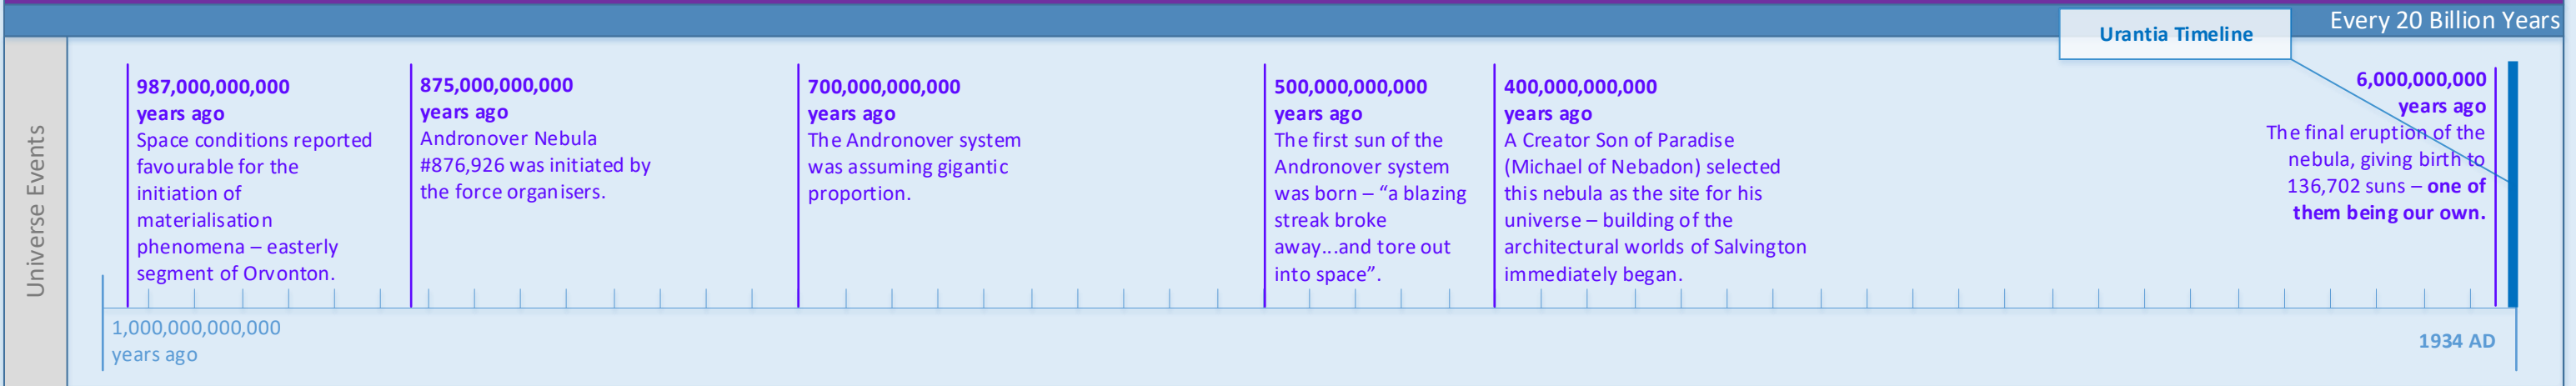 Every 20 Billion Years
Urantia Timeline
Universe Events
987,000,000,000
years ago
Space conditions reported
favourable for the
initiation of
materialisation
phenomena – easterly
segment of Orvonton.
875,000,000,000
years ago
Andronover Nebula
#876,926 was initiated by
the force organisers.
700,000,000,000
years ago
The Andronover system
was assuming gigantic
proportion.
500,000,000,000
years ago
The first sun of the
Andronover system
was born – “a blazing
streak broke
away...and tore out
into space”.
400,000,000,000
years ago
A Creator Son of Paradise
(Michael of Nebadon) selected
this nebula as the site for his
universe – building of the
architectural worlds of Salvington
immediately began.
6,000,000,000
years ago
The final eruption of the
nebula, giving birth to
136,702 suns – one of
them being our own.
1,000,000,000,000
years ago
1934 AD